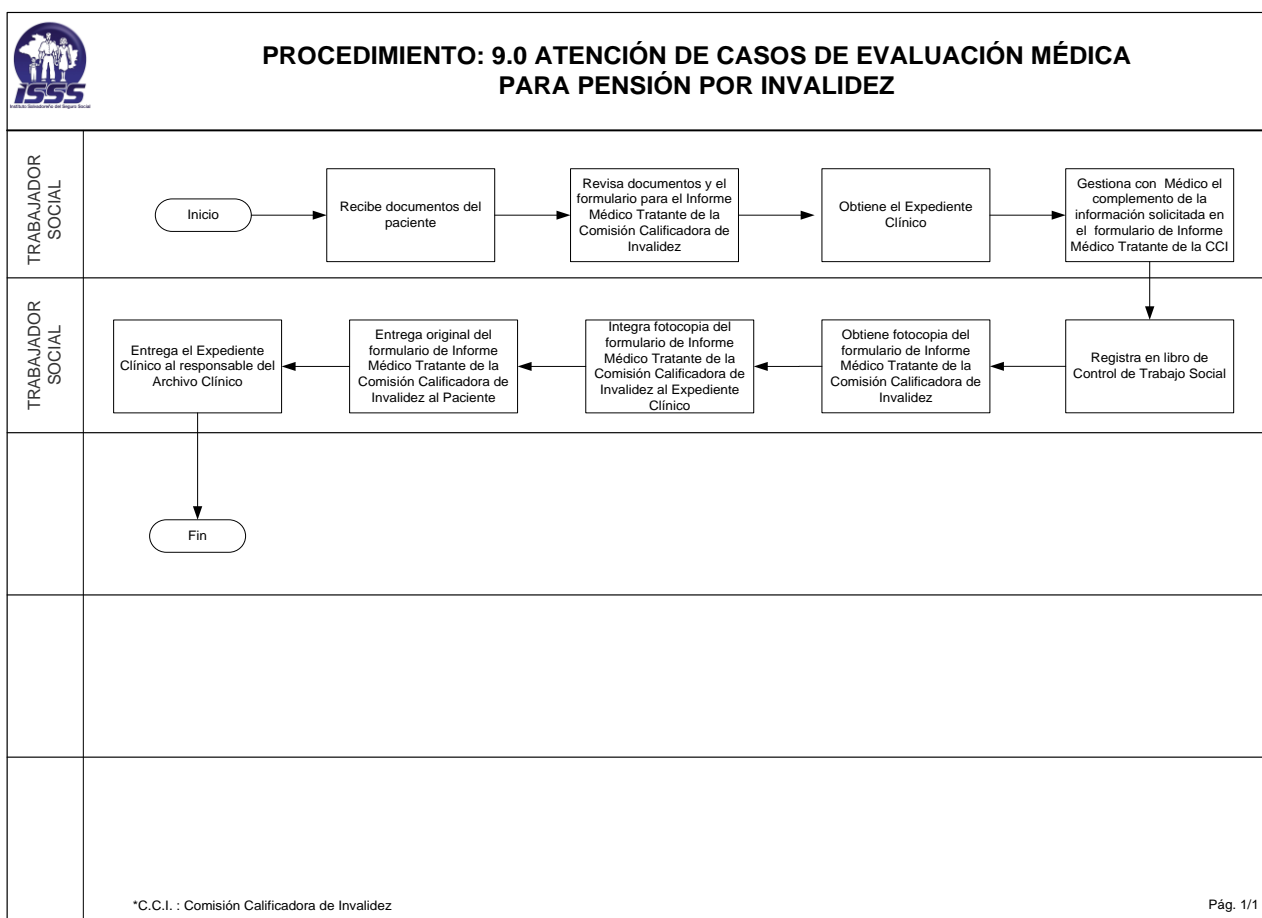 isss
Instituto Salvadoreño del Seguro Social
PROCEDIMIENTO: 9.0 ATENCIÓN DE CASOS DE EVALUACIÓN MÉDICA
PARA PENSIÓN POR INVALIDEZ
TRABAJADOR
SOCIAL
Inicio
Recibe documentos del
paciente
Revisa documentos y el
formulario para el Informe
Médico Tratante de la
Comisión Calificadora de
Invalidez
Obtiene el Expediente
Clínico
Gestiona con Médico el
complemento de la
información solicitada en
el formulario de Informe
Médico Tratante de la CCI
TRABAJADOR
SOCIAL
Registra en libro de
Control de Trabajo Social
Obtiene fotocopia del
formulario de Informe
Médico Tratante de la
Comisión Calificadora de
Invalidez
Integra fotocopia del
formulario de Informe
Médico Tratante de la
Comisión Calificadora de
Invalidez al Expediente
Clínico
Entrega original del
formulario de Informe
Médico Tratante de la
Comisión Calificadora de
Invalidez al Paciente
Entrega el Expediente
Clínico al responsable del
Archivo Clínico
Fin
*C.C.I. : Comisión Calificadora de Invalidez
Pág. 1/1